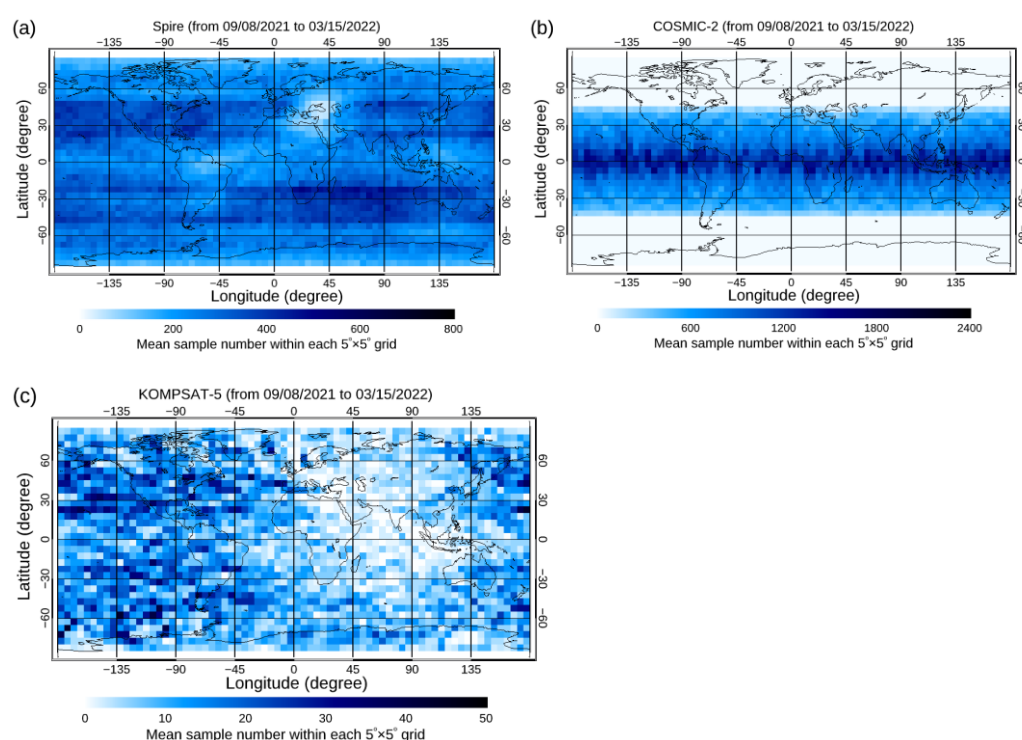 (a)
Spire (from 09/08/2021 to 03/15/2022)
−135 −90 −45 0 45 90 135
Latitude (degree)
60 30 0 −30 −60
60 30 0 −30 −60
−135 −90 −45 0 45 90 135
Longitude (degree)
0 200 400 600 800
Mean sample number within each 5°×5° grid
(b)
COSMIC-2 (from 09/08/2021 to 03/15/2022)
−135 −90 −45 0 45 90 135
Latitude (degree)
60 30 0 −30 −60
60 30 0 −30 −60
−135 −90 −45 0 45 90 135
Longitude (degree)
0 600 1200 1800 2400
Mean sample number within each 5°×5° grid
(c)
KOMPSAT-5 (from 09/08/2021 to 03/15/2022)
−135 −90 −45 0 45 90 135
Latitude (degree)
60 30 0 −30 −60
60 30 0 −30 −60
−135 −90 −45 0 45 90 135
Longitude (degree)
0 10 20 30 40 50
Mean sample number within each 5°×5° grid